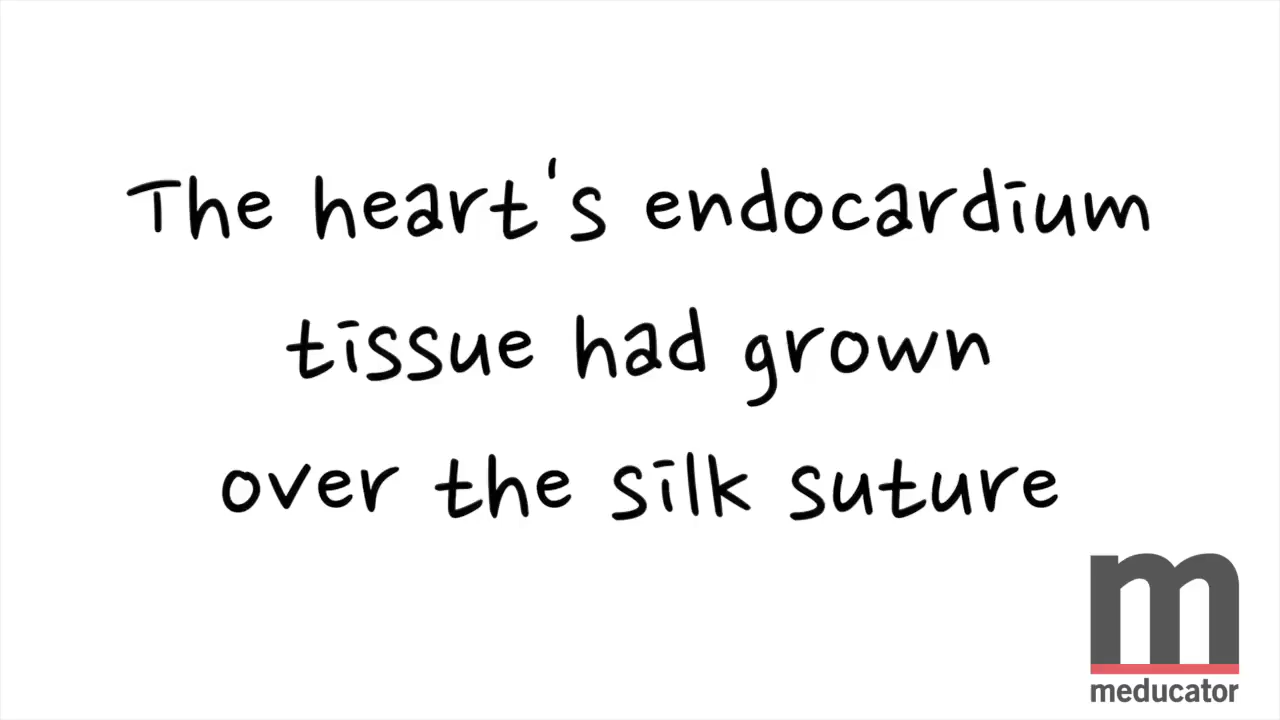 The heart's endocardium
tissue had grown
over the silk suture
m
meducator